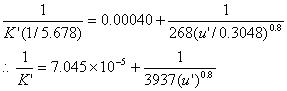 1/K'(1/5.678) = 0.00040 + 1/268(u'/0.3048)^0.8
∴ 1/K' = 7.045×10^-5 + 1/3937(u')^0.8